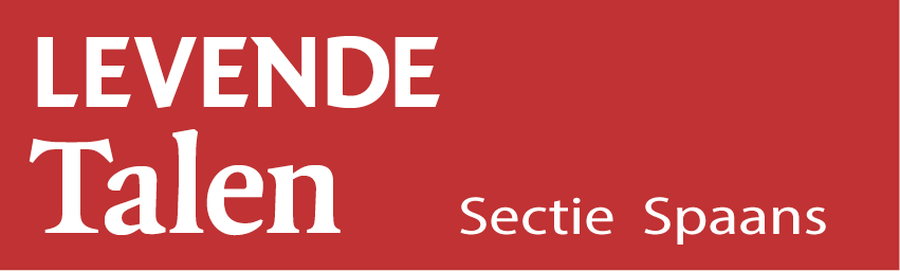 LEVENDE
Talen
Sectie Spaans